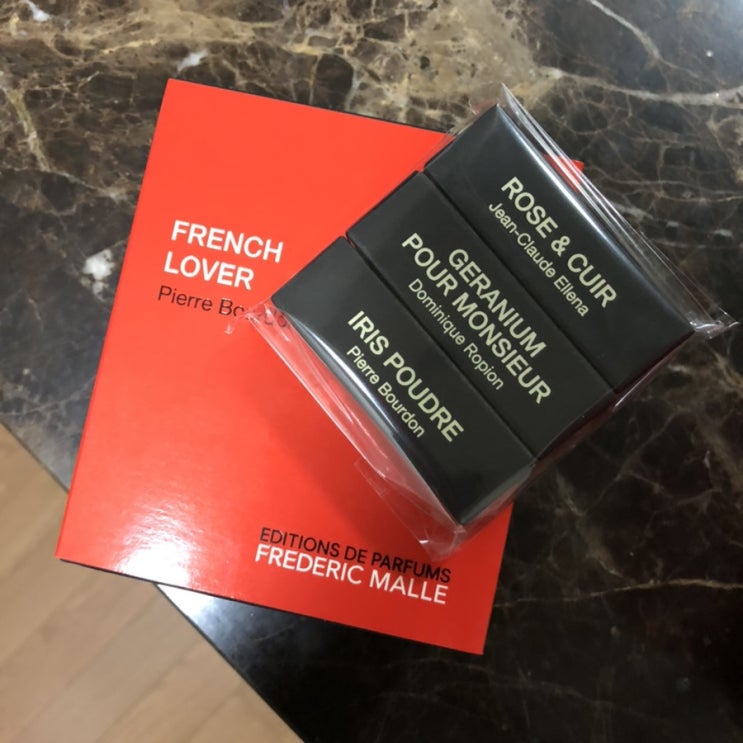 FRENCH
LOVER
Pierre
EDITIONS DE PARFUMS
FREDERIC MALLE
ROSE & CUIR
Jean-Claude Ellena
GERANIUM
POUR MONSIEUR
Dominique Ropion
IRIS POUDRE
Pierre Bourdon